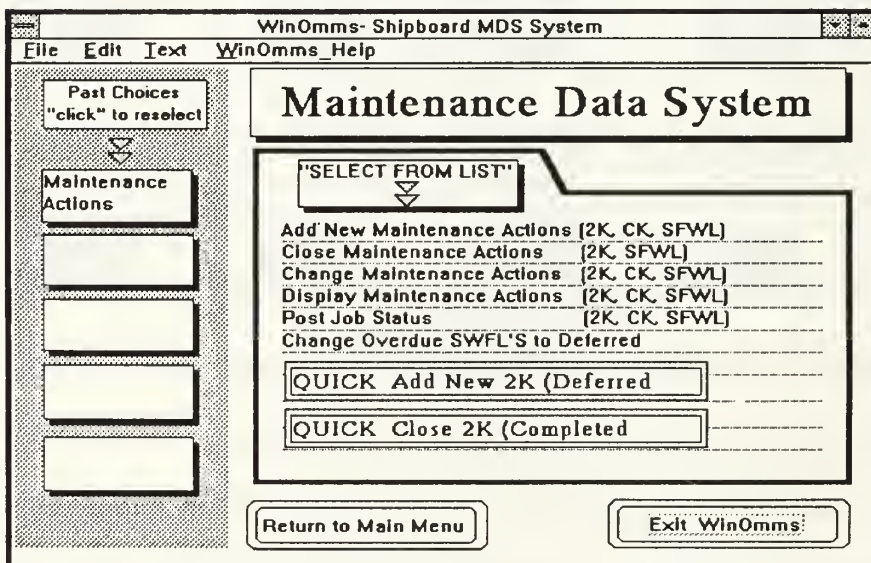 WinOmms- Shipboard MDS System
File Edit Text WinOmms_Help
Past Choices
"click" to reselect
Maintenance
Actions
Maintenance Data System
"SELECT FROM LIST"
Add New Maintenance Actions (2K, CK, SFWL)
Close Maintenance Actions (2K, SFWL)
Change Maintenance Actions (2K, CK, SFWL)
Display Maintenance Actions (2K, CK, SFWL)
Post Job Status (2K, CK, SFWL)
Change Overdue SWFL'S to Deferred
QUICK Add New 2K (Deferred
QUICK Close 2K (Completed
Return to Main Menu
Exit WinOmms